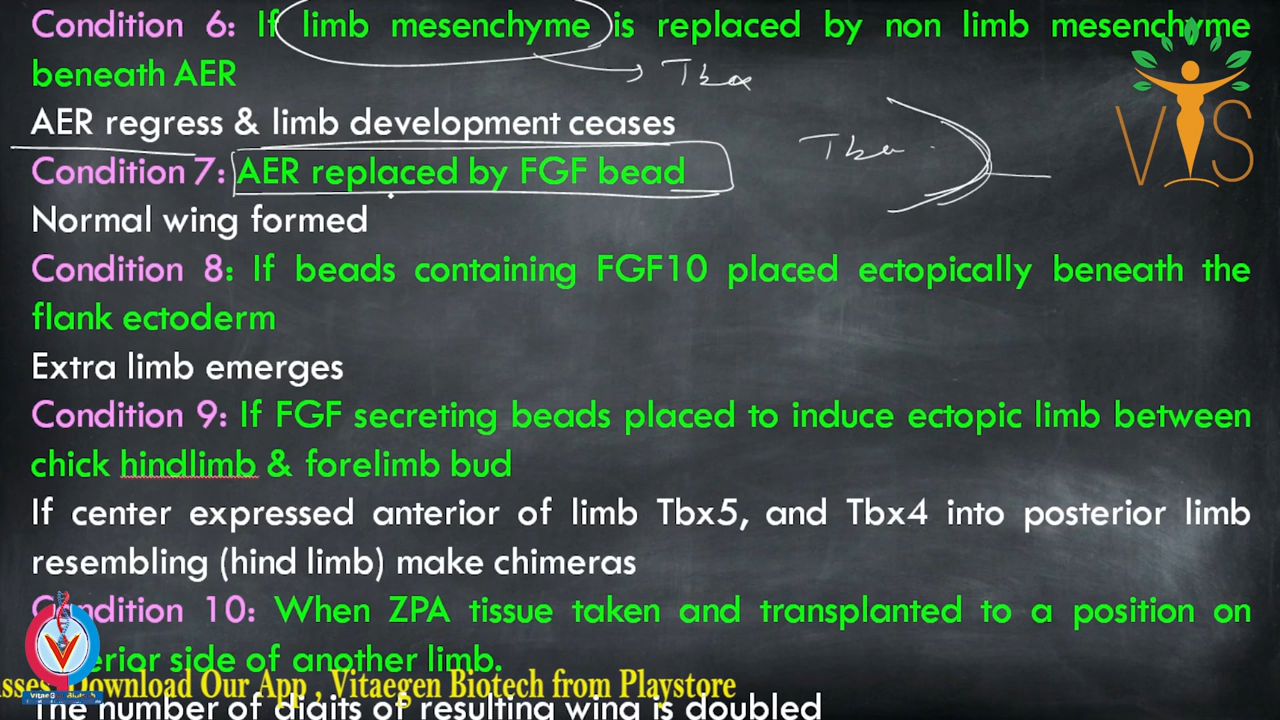 Condition 6: If limb mesenchyme is replaced by non limb mesenchyme
beneath AER
Tbx
AER regress & limb development ceases
Tbx
Condition 7: AER replaced by FGF bead
Normal wing formed
Condition 8: If beads containing FGF10 placed ectopically beneath the
flank ectoderm
Extra limb emerges
Condition 9: If FGF secreting beads placed to induce ectopic limb between
chick hindlimb & forelimb bud
If center expressed anterior of limb Tbx5, and Tbx4 into posterior limb
resembling (hind limb) make chimeras
Condition 10: When ZPA tissue taken and transplanted to a position on
erior side of another limb.
asses, Download Our App , Vitaegen Biotech from Playstore
The number of digits of resulting wing is doubled
V S
V
VitaeGen Biotech